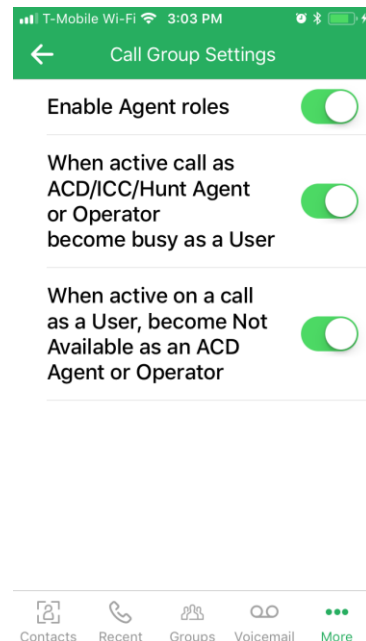 T-Mobile Wi-Fi 3:03 PM
Call Group Settings
Enable Agent roles
When active call as
ACD/ICC/Hunt Agent
or Operator
become busy as a User
When active on a call
as a User, become Not
Available as an ACD
Agent or Operator
Contacts Recent Groups Voicemail More